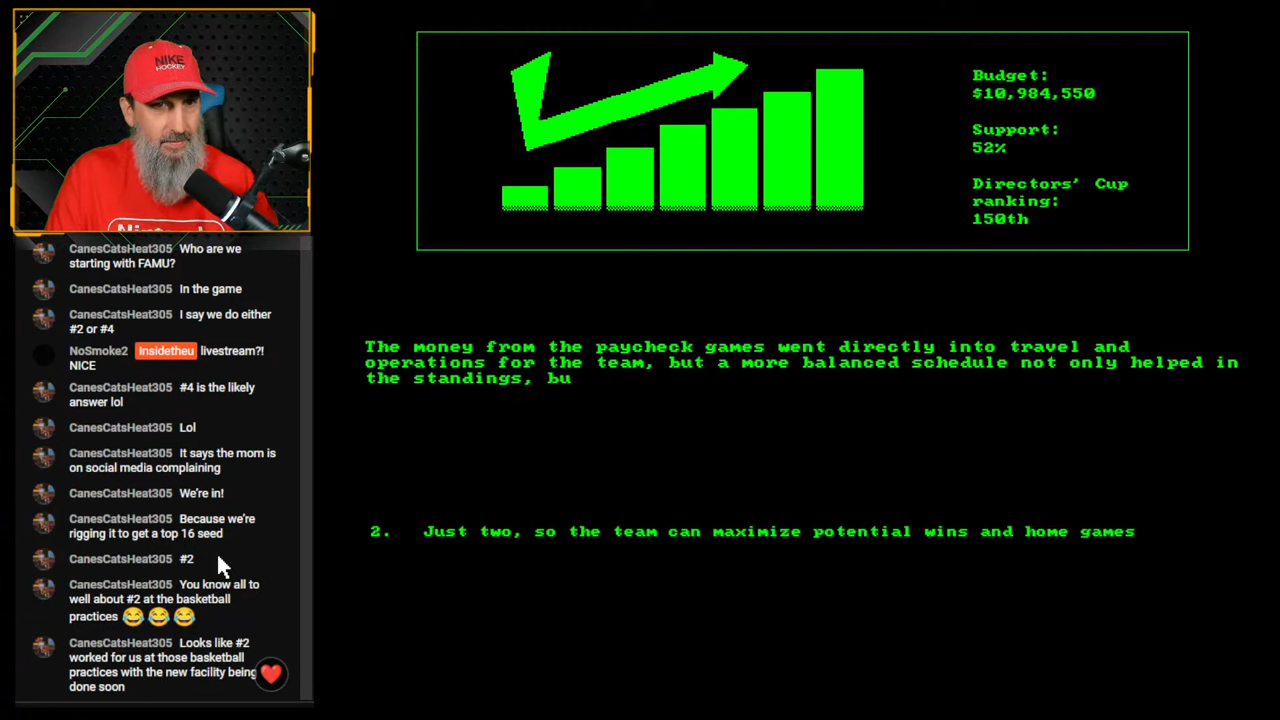 NIKE
HOCKEY
CanesCatsHeat305 Who are we
starting with FAMU?
CanesCatsHeat305 In the game
CanesCatsHeat305 I say we do either
#2 or #4
NoSmoke2 Insidetheu livestream?!
NICE
CanesCatsHeat305 #4 is the likely
answer lol
CanesCatsHeat305 Lol
CanesCatsHeat305 It says the mom is
on social media complaining
CanesCatsHeat305 We're in!
CanesCatsHeat305 Because we're
rigging it to get a top 16 seed
CanesCatsHeat305 #2
CanesCatsHeat305 You know all to
well about #2 at the basketball
practices 😂 😂 😂
CanesCatsHeat305 Looks like #2
worked for us at those basketball
practices with the new facility being
done soon
Budget:
$10,984,550
Support:
52%
Directors' Cup
ranking:
150th
The money from the paycheck games went directly into travel and
operations for the team, but a more balanced schedule not only helped in
the standings, bu
2. Just two, so the team can maximize potential wins and home games